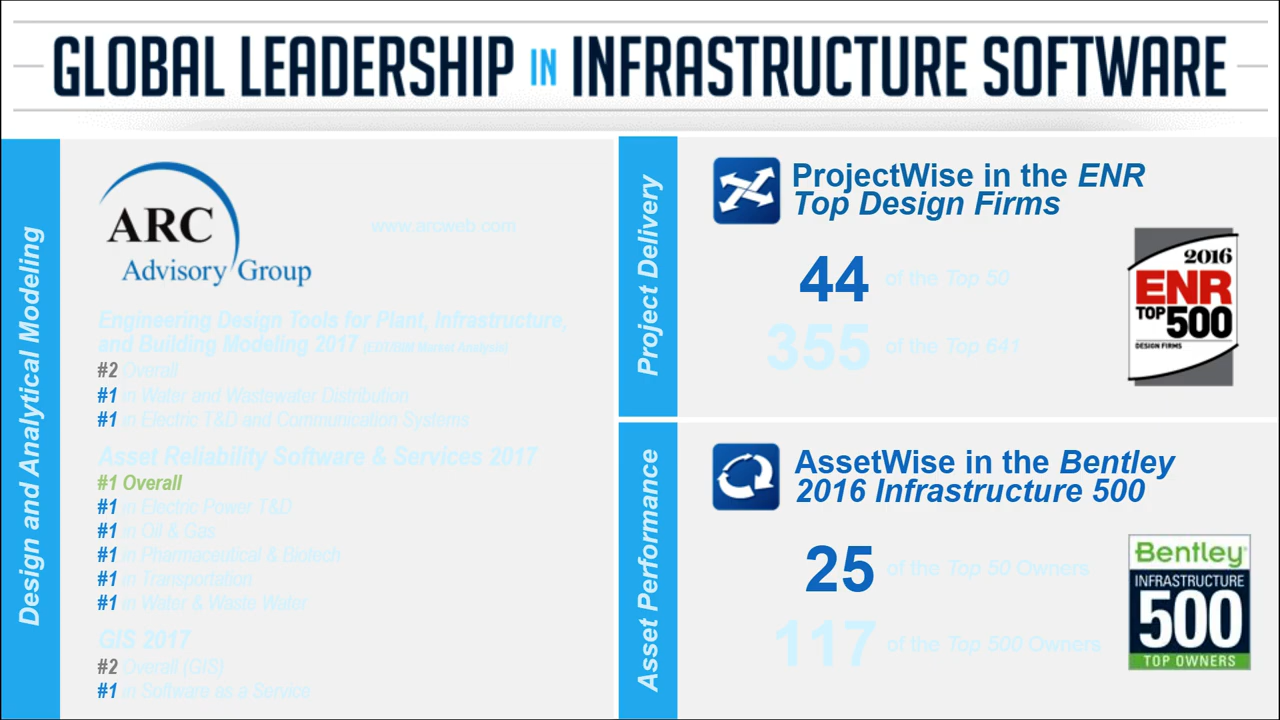 GLOBAL LEADERSHIP IN INFRASTRUCTURE SOFTWARE
Design and Analytical Modeling
ARC
Advisory Group
www.arcweb.com
Engineering Design Tools for Plant, Infrastructure,
and Building Modeling 2017 (EDT/BIM Market Analysis)
#2 Overall
#1 in Water and Wastewater Distribution
#1 in Electric T&D and Communication Systems
Asset Reliability Software & Services 2017
#1 Overall
#1 in Electric Power T&D
#1 in Oil & Gas
#1 in Pharmaceutical & Biotech
#1 in Transportation
#1 in Water & Waste Water
GIS 2017
#2 Overall (GIS)
#1 in Software as a Service
Project Delivery
ProjectWise in the ENR
Top Design Firms
44 of the Top 50
355 of the Top 641
2016
ENR
TOP 500
DESIGN FIRMS
Asset Performance
AssetWise in the Bentley
2016 Infrastructure 500
25 of the Top 50 Owners
117 of the Top 500 Owners
Bentley
INFRASTRUCTURE
500
TOP OWNERS